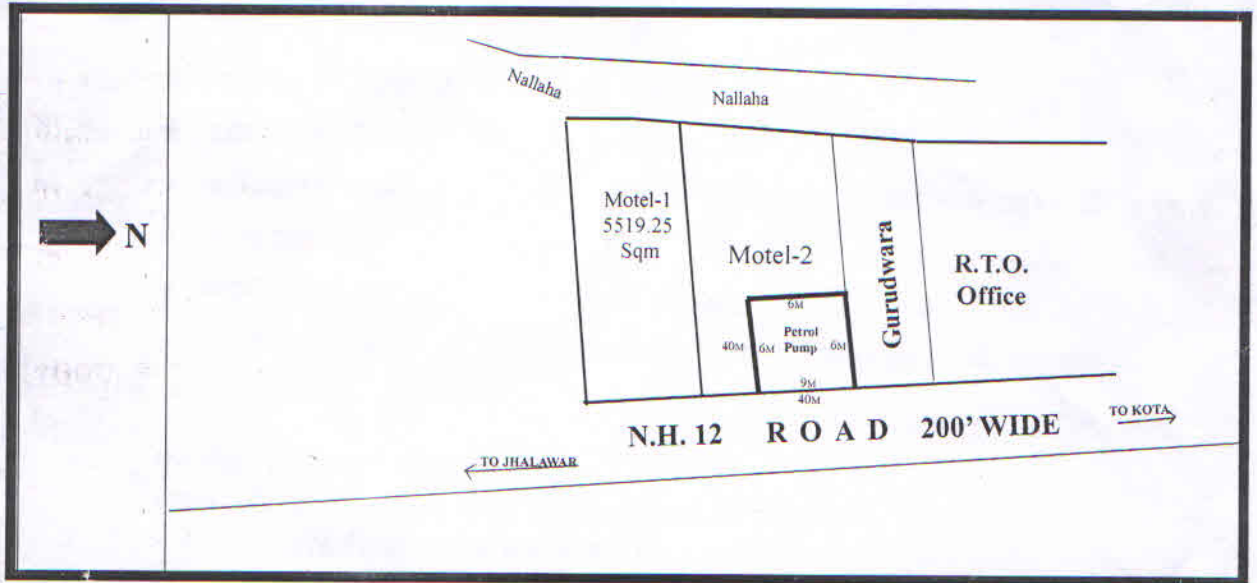 Nallaha
Nallaha
N
Motel-1
5519.25
Sqm
Motel-2
Gurudwara
R.T.O.
Office
6M
40M
6M
Petrol
Pump
6M
9M
40M
N.H. 12 ROAD 200' WIDE
TO KOTA
TO JHALAWAR